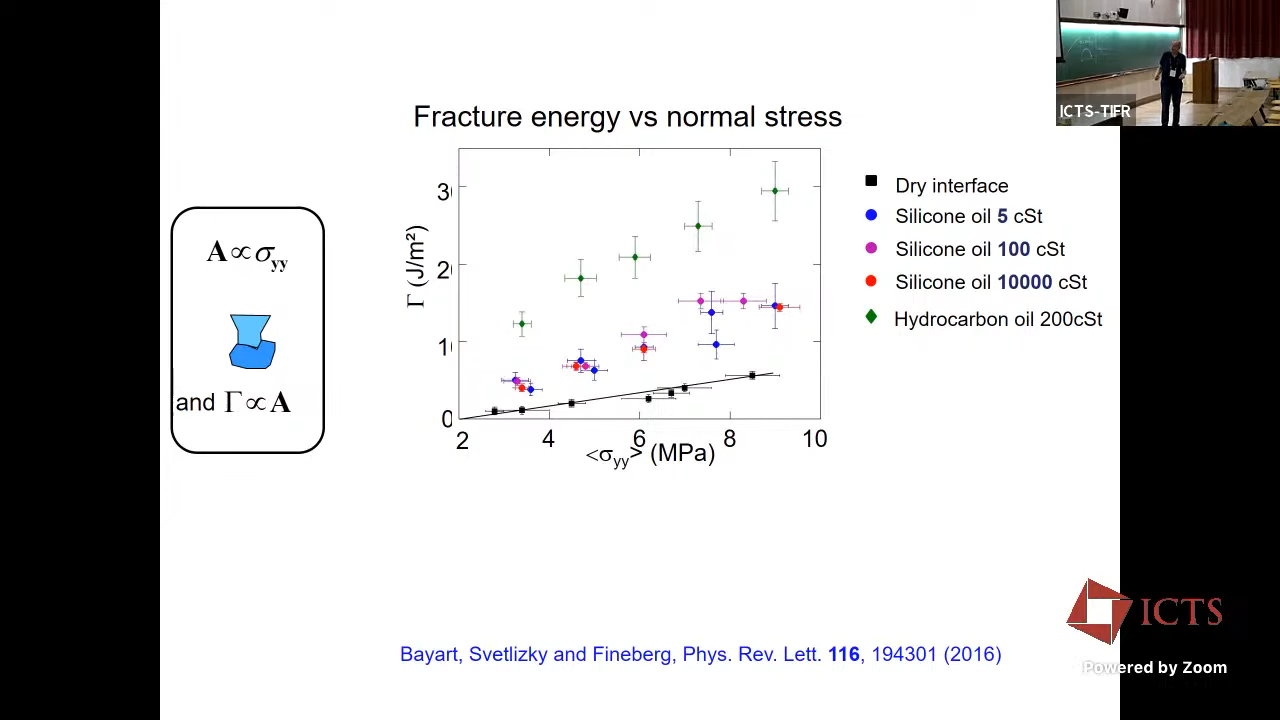 ICTS-TIFR
Fracture energy vs normal stress
A ∝ σyy
and Γ ∝ A
Γ (J/m²)
3
2
1
0
2 4 6 8 10
<σyy> (MPa)
Dry interface
Silicone oil 5 cSt
Silicone oil 100 cSt
Silicone oil 10000 cSt
Hydrocarbon oil 200cSt
Bayart, Svetlizky and Fineberg, Phys. Rev. Lett. 116, 194301 (2016)
ICTS
Powered by Zoom